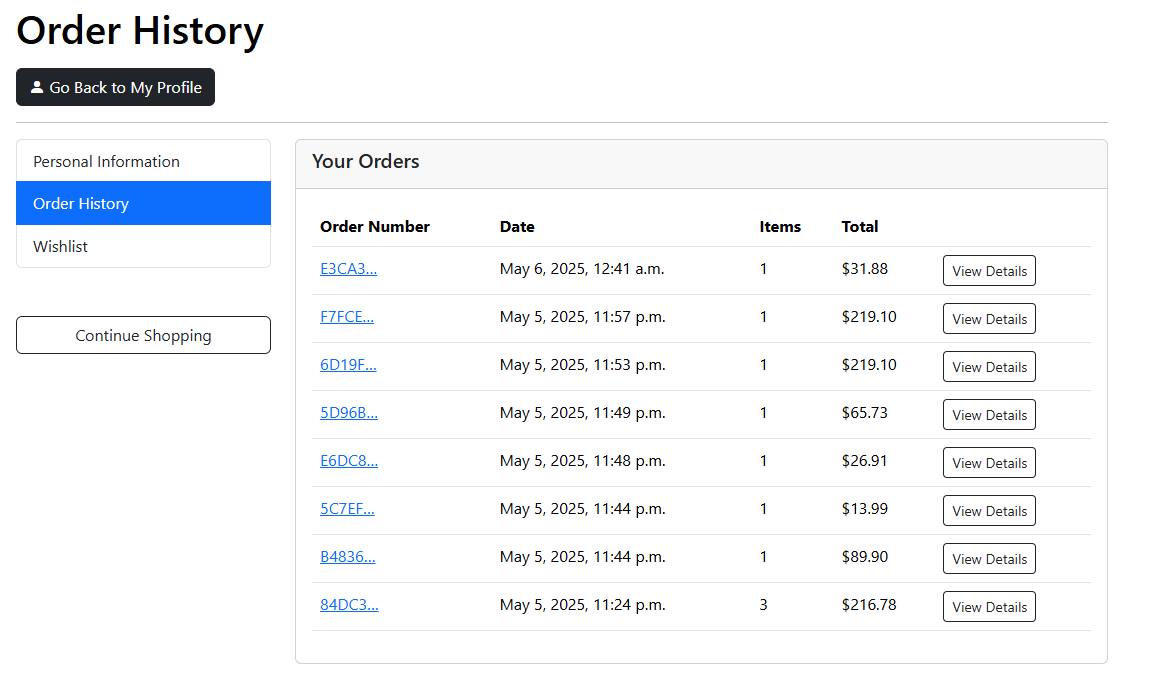 Order History
Go Back to My Profile
Personal Information
Order History
Wishlist
Continue Shopping
Your Orders
Order Number Date Items Total
E3CA3... May 6, 2025, 12:41 a.m. 1 $31.88 View Details
F7FCE... May 5, 2025, 11:57 p.m. 1 $219.10 View Details
6D19F... May 5, 2025, 11:53 p.m. 1 $219.10 View Details
5D96B... May 5, 2025, 11:49 p.m. 1 $65.73 View Details
E6DC8... May 5, 2025, 11:48 p.m. 1 $26.91 View Details
5C7EF... May 5, 2025, 11:44 p.m. 1 $13.99 View Details
B4836... May 5, 2025, 11:44 p.m. 1 $89.90 View Details
84DC3... May 5, 2025, 11:24 p.m. 3 $216.78 View Details